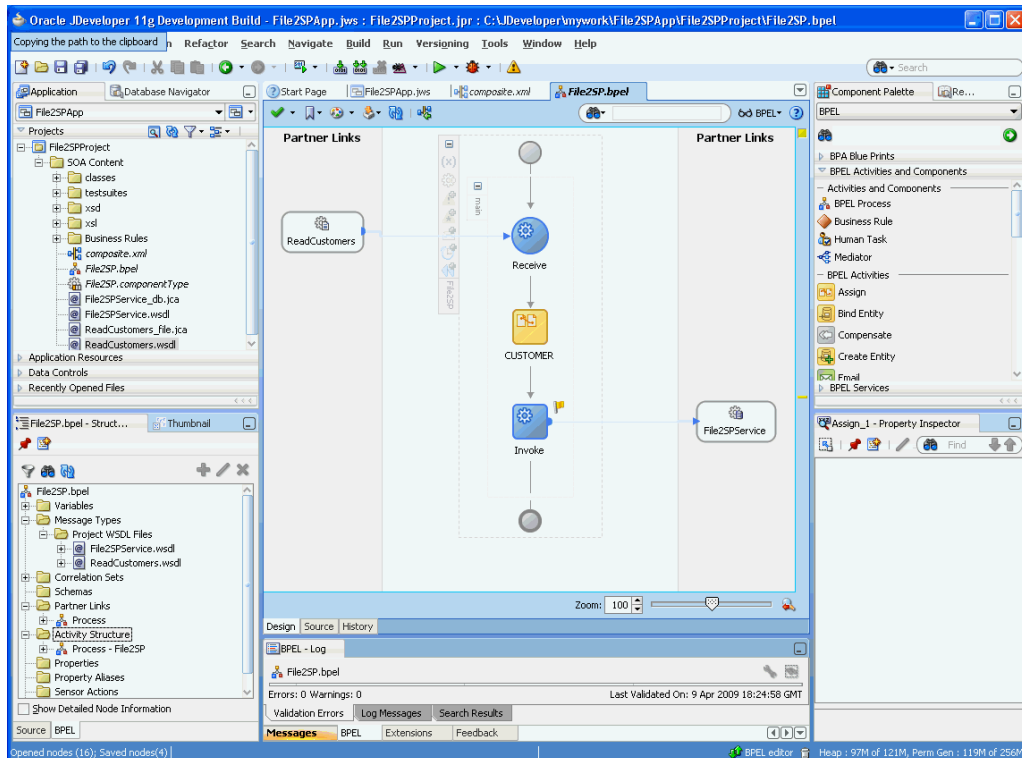 Oracle JDeveloper 11g Development Build - File2SPApp.jws : File2SPProject.jpr : C:\JDeveloper\mywork\File2SPApp\File2SPProject\File2SP.bpel
Copying the path to the clipboard
Refactor Search Navigate Build Run Versioning Tools Window Help
Search
Application Database Navigator
File2SPApp
Projects
File2SPProject
SOA Content
classes
testsuites
xsd
xsl
Business Rules
composite.xml
File2SP.bpel
File2SP.componentType
File2SPService_db.jca
File2SPService.wsdl
ReadCustomers_file.jca
ReadCustomers.wsdl
Application Resources
Data Controls
Recently Opened Files
File2SP.bpel - Struct... Thumbnail
File2SP.bpel
Variables
Message Types
Project WSDL Files
File2SPService.wsdl
ReadCustomers.wsdl
Correlation Sets
Schemas
Partner Links
Process
Activity Structure
Process - File2SP
Properties
Property Aliases
Sensor Actions
Show Detailed Node Information
Source BPEL
Start Page File2SPApp.jws composite.xml File2SP.bpel
BPEL
Partner Links Partner Links
(x)
main
File2SP
ReadCustomers
Receive
CUSTOMER
Invoke
File2SPService
Zoom: 100
Design Source History
BPEL - Log
File2SP.bpel
Errors: 0 Warnings: 0 Last Validated On: 9 Apr 2009 18:24:58 GMT
Validation Errors Log Messages Search Results
Messages BPEL Extensions Feedback
Component Palette Re...
BPEL
BPA Blue Prints
BPEL Activities and Components
Activities and Components
BPEL Process
Business Rule
Human Task
Mediator
BPEL Activities
Assign
Bind Entity
Compensate
Create Entity
Email
BPEL Services
Assign_1 - Property Inspector
Find
Opened nodes (16); Saved nodes(4) BPEL editor Heap : 97M of 121M, Perm Gen : 119M of 256M